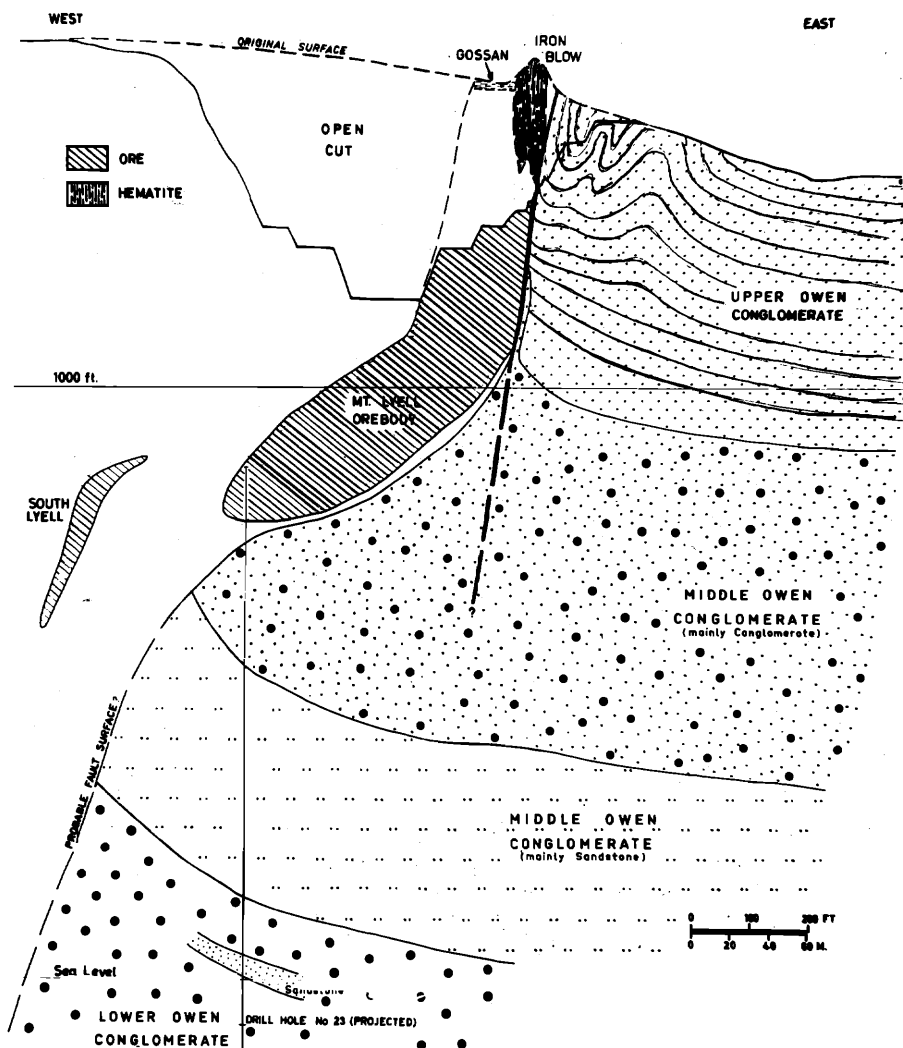 WEST
EAST
ORIGINAL SURFACE
GOSSAN
IRON
BLOW
OPEN
CUT
ORE
HEMATITE
UPPER OWEN
CONGLOMERATE
1000 ft.
MT. LYELL
OREBODY
SOUTH
LYELL
MIDDLE OWEN
CONGLOMERATE
(mainly Conglomerate)
?
PROBABLE FAULT SURFACE?
MIDDLE OWEN
CONGLOMERATE
(mainly Sandstone)
0 100 200 FT
0 20 40 60 M.
Sea Level
Sandstone
LOWER OWEN
CONGLOMERATE
DRILL HOLE No 23 (PROJECTED)